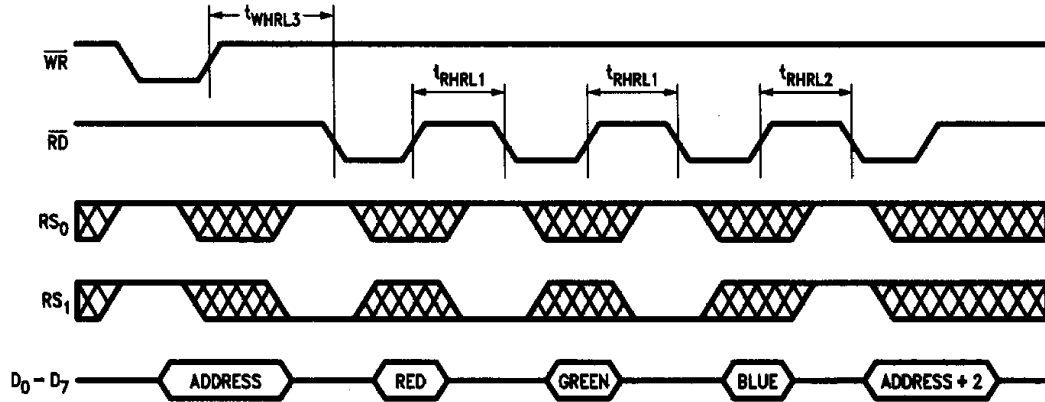 tWHRL3
WR
tRHRL1 tRHRL1 tRHRL2
RD
RS0
RS1
D0 – D7 ADDRESS RED GREEN BLUE ADDRESS + 2